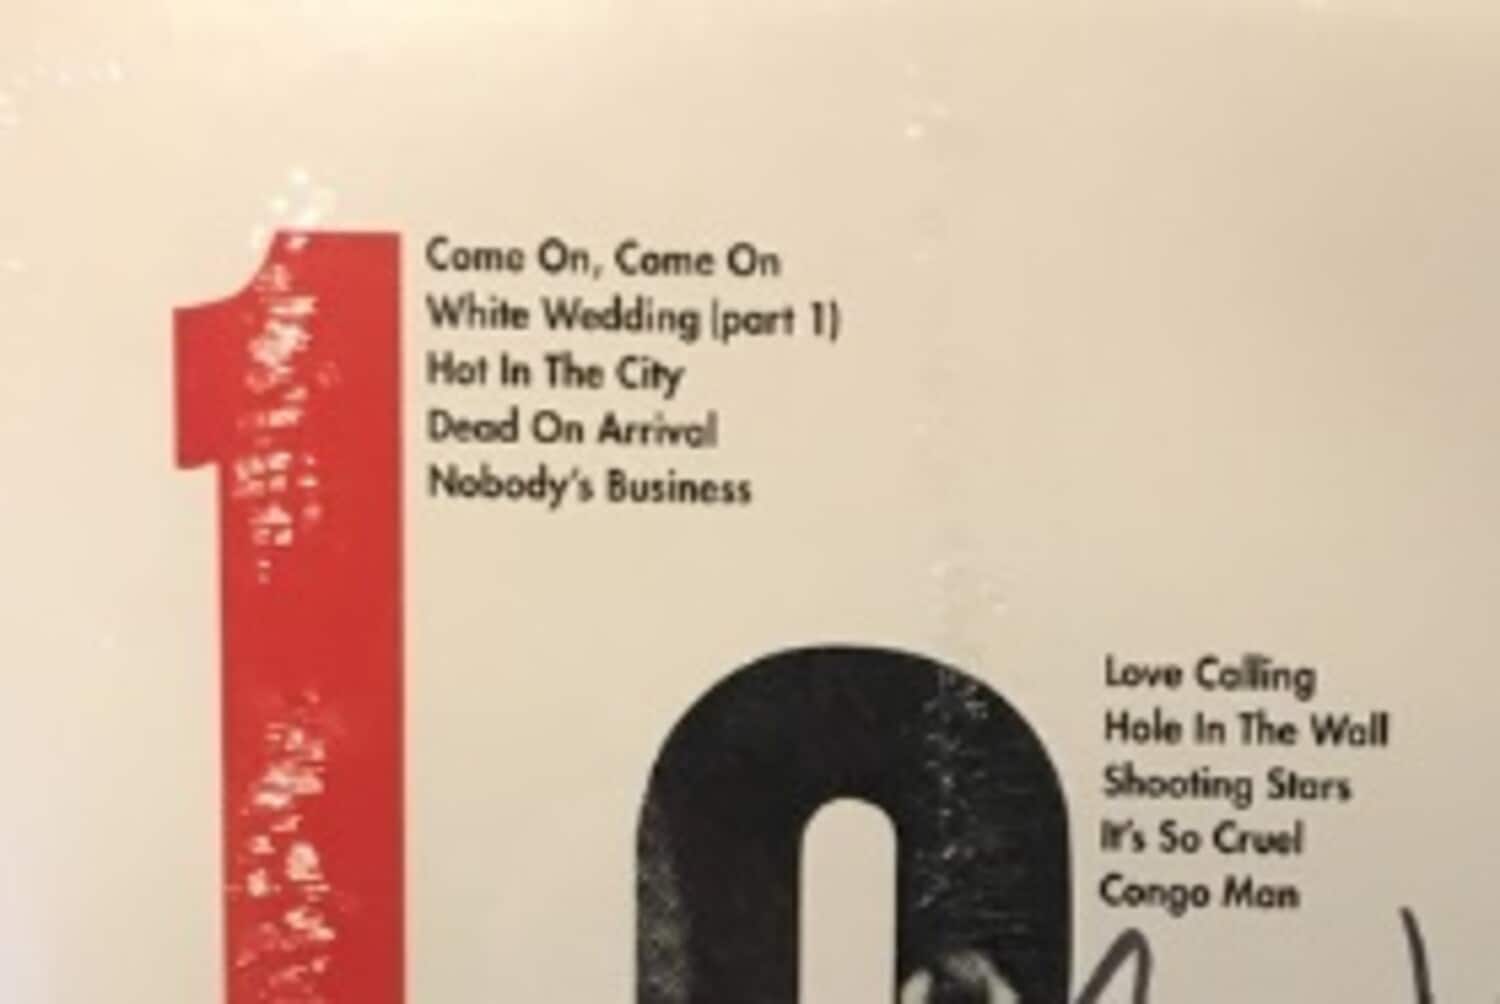 1
Come On, Come On
White Wedding (part 1)
Hot In The City
Dead On Arrival
Nobody's Business
Love Calling
Hole In The Wall
Shooting Stars
It's So Cruel
Congo Man